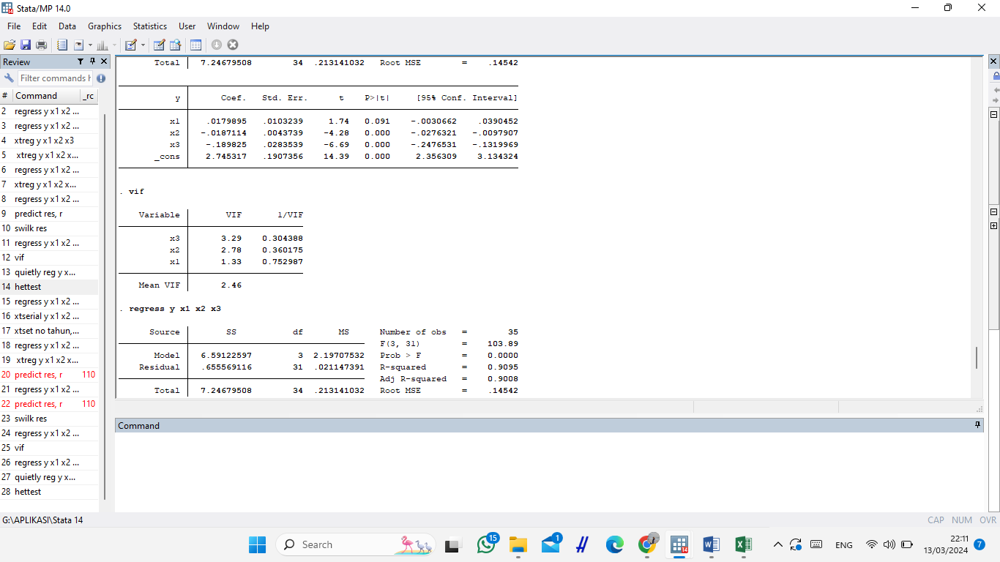 Stata/MP 14.0
File Edit Data Graphics Statistics User Window Help
Review
Filter commands h
# Command _rc
2 regress y x1 x2 ...
3 regress y x1 x2 ...
4 xtreg y x1 x2 x3
5 xtreg y x1 x2 x...
6 regress y x1 x2 ...
7 xtreg y x1 x2 x...
8 regress y x1 x2 ...
9 predict res, r
10 swilk res
11 regress y x1 x2 ...
12 vif
13 quietly reg y x...
14 hettest
15 regress y x1 x2 ...
16 xtserial y x1 x2 ...
17 xtset no tahun,...
18 regress y x1 x2 ...
19 xtreg y x1 x2 x...
20 predict res, r 110
21 regress y x1 x2 ...
22 predict res, r 110
23 swilk res
24 regress y x1 x2 ...
25 vif
26 regress y x1 x2 ...
27 quietly reg y x...
28 hettest
Total 7.24679508 34 .213141032 Root MSE = .14542
y Coef. Std. Err. t P>|t| [95% Conf. Interval]
x1 .0179895 .0103239 1.74 0.091 -.0030662 .0390452
x2 -.0187114 .0043739 -4.28 0.000 -.0276321 -.0097907
x3 -.189825 .0283539 -6.69 0.000 -.2476531 -.1319969
_cons 2.745317 .1907356 14.39 0.000 2.356309 3.134324
. vif
Variable VIF 1/VIF
x3 3.29 0.304388
x2 2.78 0.360175
x1 1.33 0.752987
Mean VIF 2.46
. regress y x1 x2 x3
Source SS df MS Number of obs = 35
F(3, 31) = 103.89
Model 6.59122597 3 2.19707532 Prob > F = 0.0000
Residual .655569116 31 .021147391 R-squared = 0.9095
Adj R-squared = 0.9008
Total 7.24679508 34 .213141032 Root MSE = .14542
Command
G:\APLIKASI\Stata 14
CAP NUM OVR
Search
15
1
14
ENG
22:11
13/03/2024
7